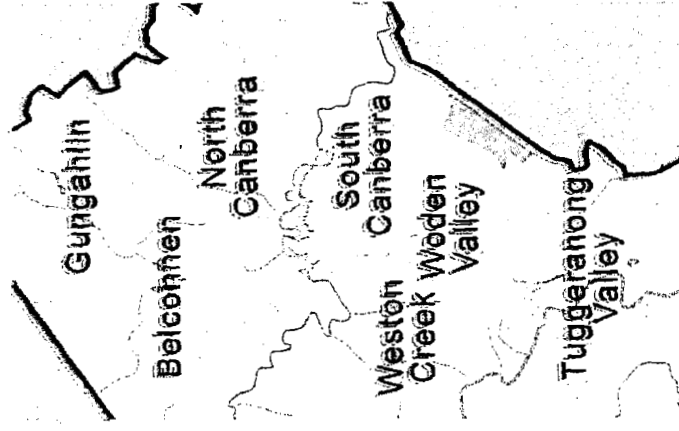 Gungahlin
Belconnen
North
Canberra
South
Canberra
Weston
Creek
Woden
Valley
Tuggeranong
Valley